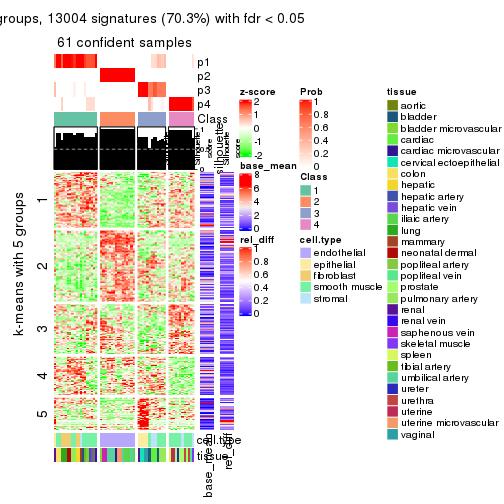 groups, 13004 signatures (70.3%) with fdr < 0.05
61 confident samples
p1
p2
p3
p4
Class
1
0.5
0
silhouette
score
k-means with 5 groups
1
2
3
4
5
cell.type
tissue
base_mean
rel_diff
z-score
2
1
0
-1
-2
base_mean
8
6
4
2
0
rel_diff
1
0.8
0.6
0.4
0.2
0
Prob
1
0.8
0.6
0.4
0.2
0
Class
1
2
3
4
cell.type
endothelial
epithelial
fibroblast
smooth muscle
stromal
tissue
aortic
bladder
bladder microvascular
cardiac
cardiac microvascular
cervical ectoepithelial
colon
hepatic
hepatic artery
hepatic vein
iliaic artery
lung
mammary
neonatal dermal
popliteal artery
popliteal vein
prostate
pulmonary artery
renal
renal vein
saphenous vein
skeletal muscle
spleen
tibial artery
umbilical artery
ureter
urethra
uterine
uterine microvascular
vaginal